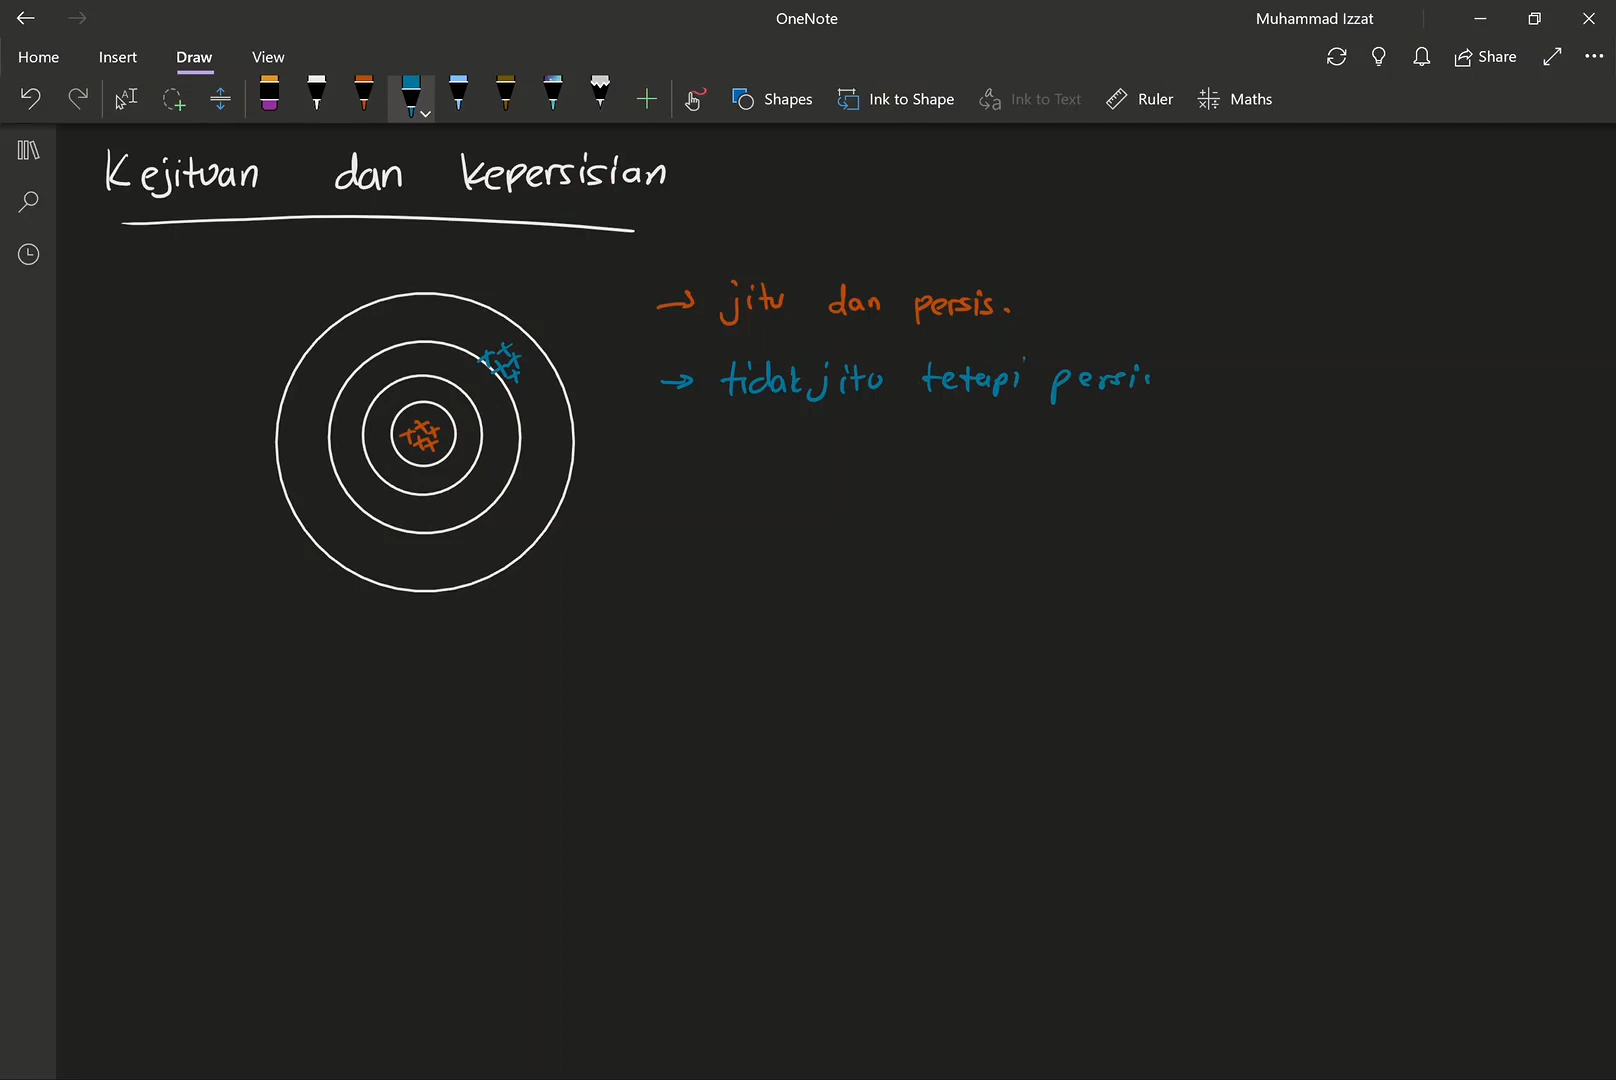 OneNote
Muhammad Izzat
Home Insert Draw View
Share
Shapes Ink to Shape Ink to Text Ruler Maths
Kejituan dan kepersisian
→ jitu dan persis.
→ tidak jitu tetapi persi